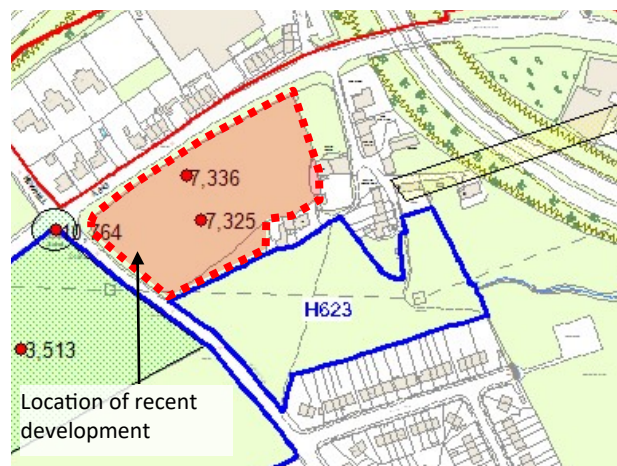 7,336
7,325
10,764
H623
3,513
Location of recent
development